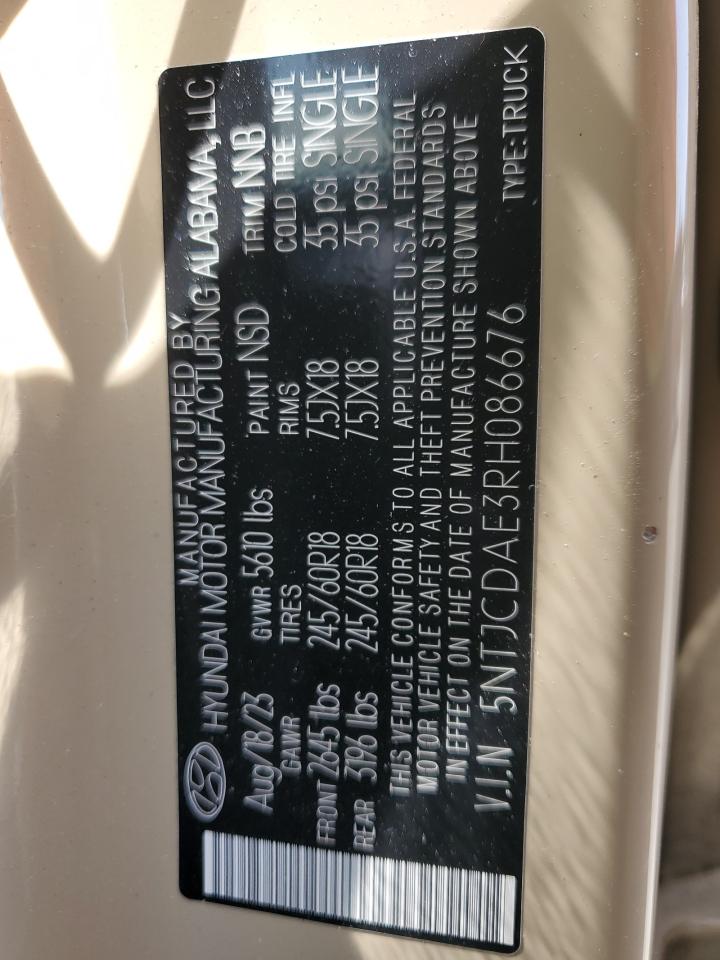 MANUFACTURED BY
HYUNDAI MOTOR MANUFACTURING ALABAMA, LLC
Aug/18/23 GVWR 5610 lbs PAINT NSD TRIM NNB
GAWR TIRES RIMS COLD TIRE INFL
FRONT 2645 lbs 245/60R18 7.5JX18 35 psi SINGLE
REAR 3196 lbs 245/60R18 7.5JX18 35 psi SINGLE
THIS VEHICLE CONFORMS TO ALL APPLICABLE U.S.A. FEDERAL
MOTOR VEHICLE SAFETY AND THEFT PREVENTION STANDARDS
IN EFFECT ON THE DATE OF MANUFACTURE SHOWN ABOVE
V.I.N 5NTJCDAE3RH086676 TYPE:TRUCK